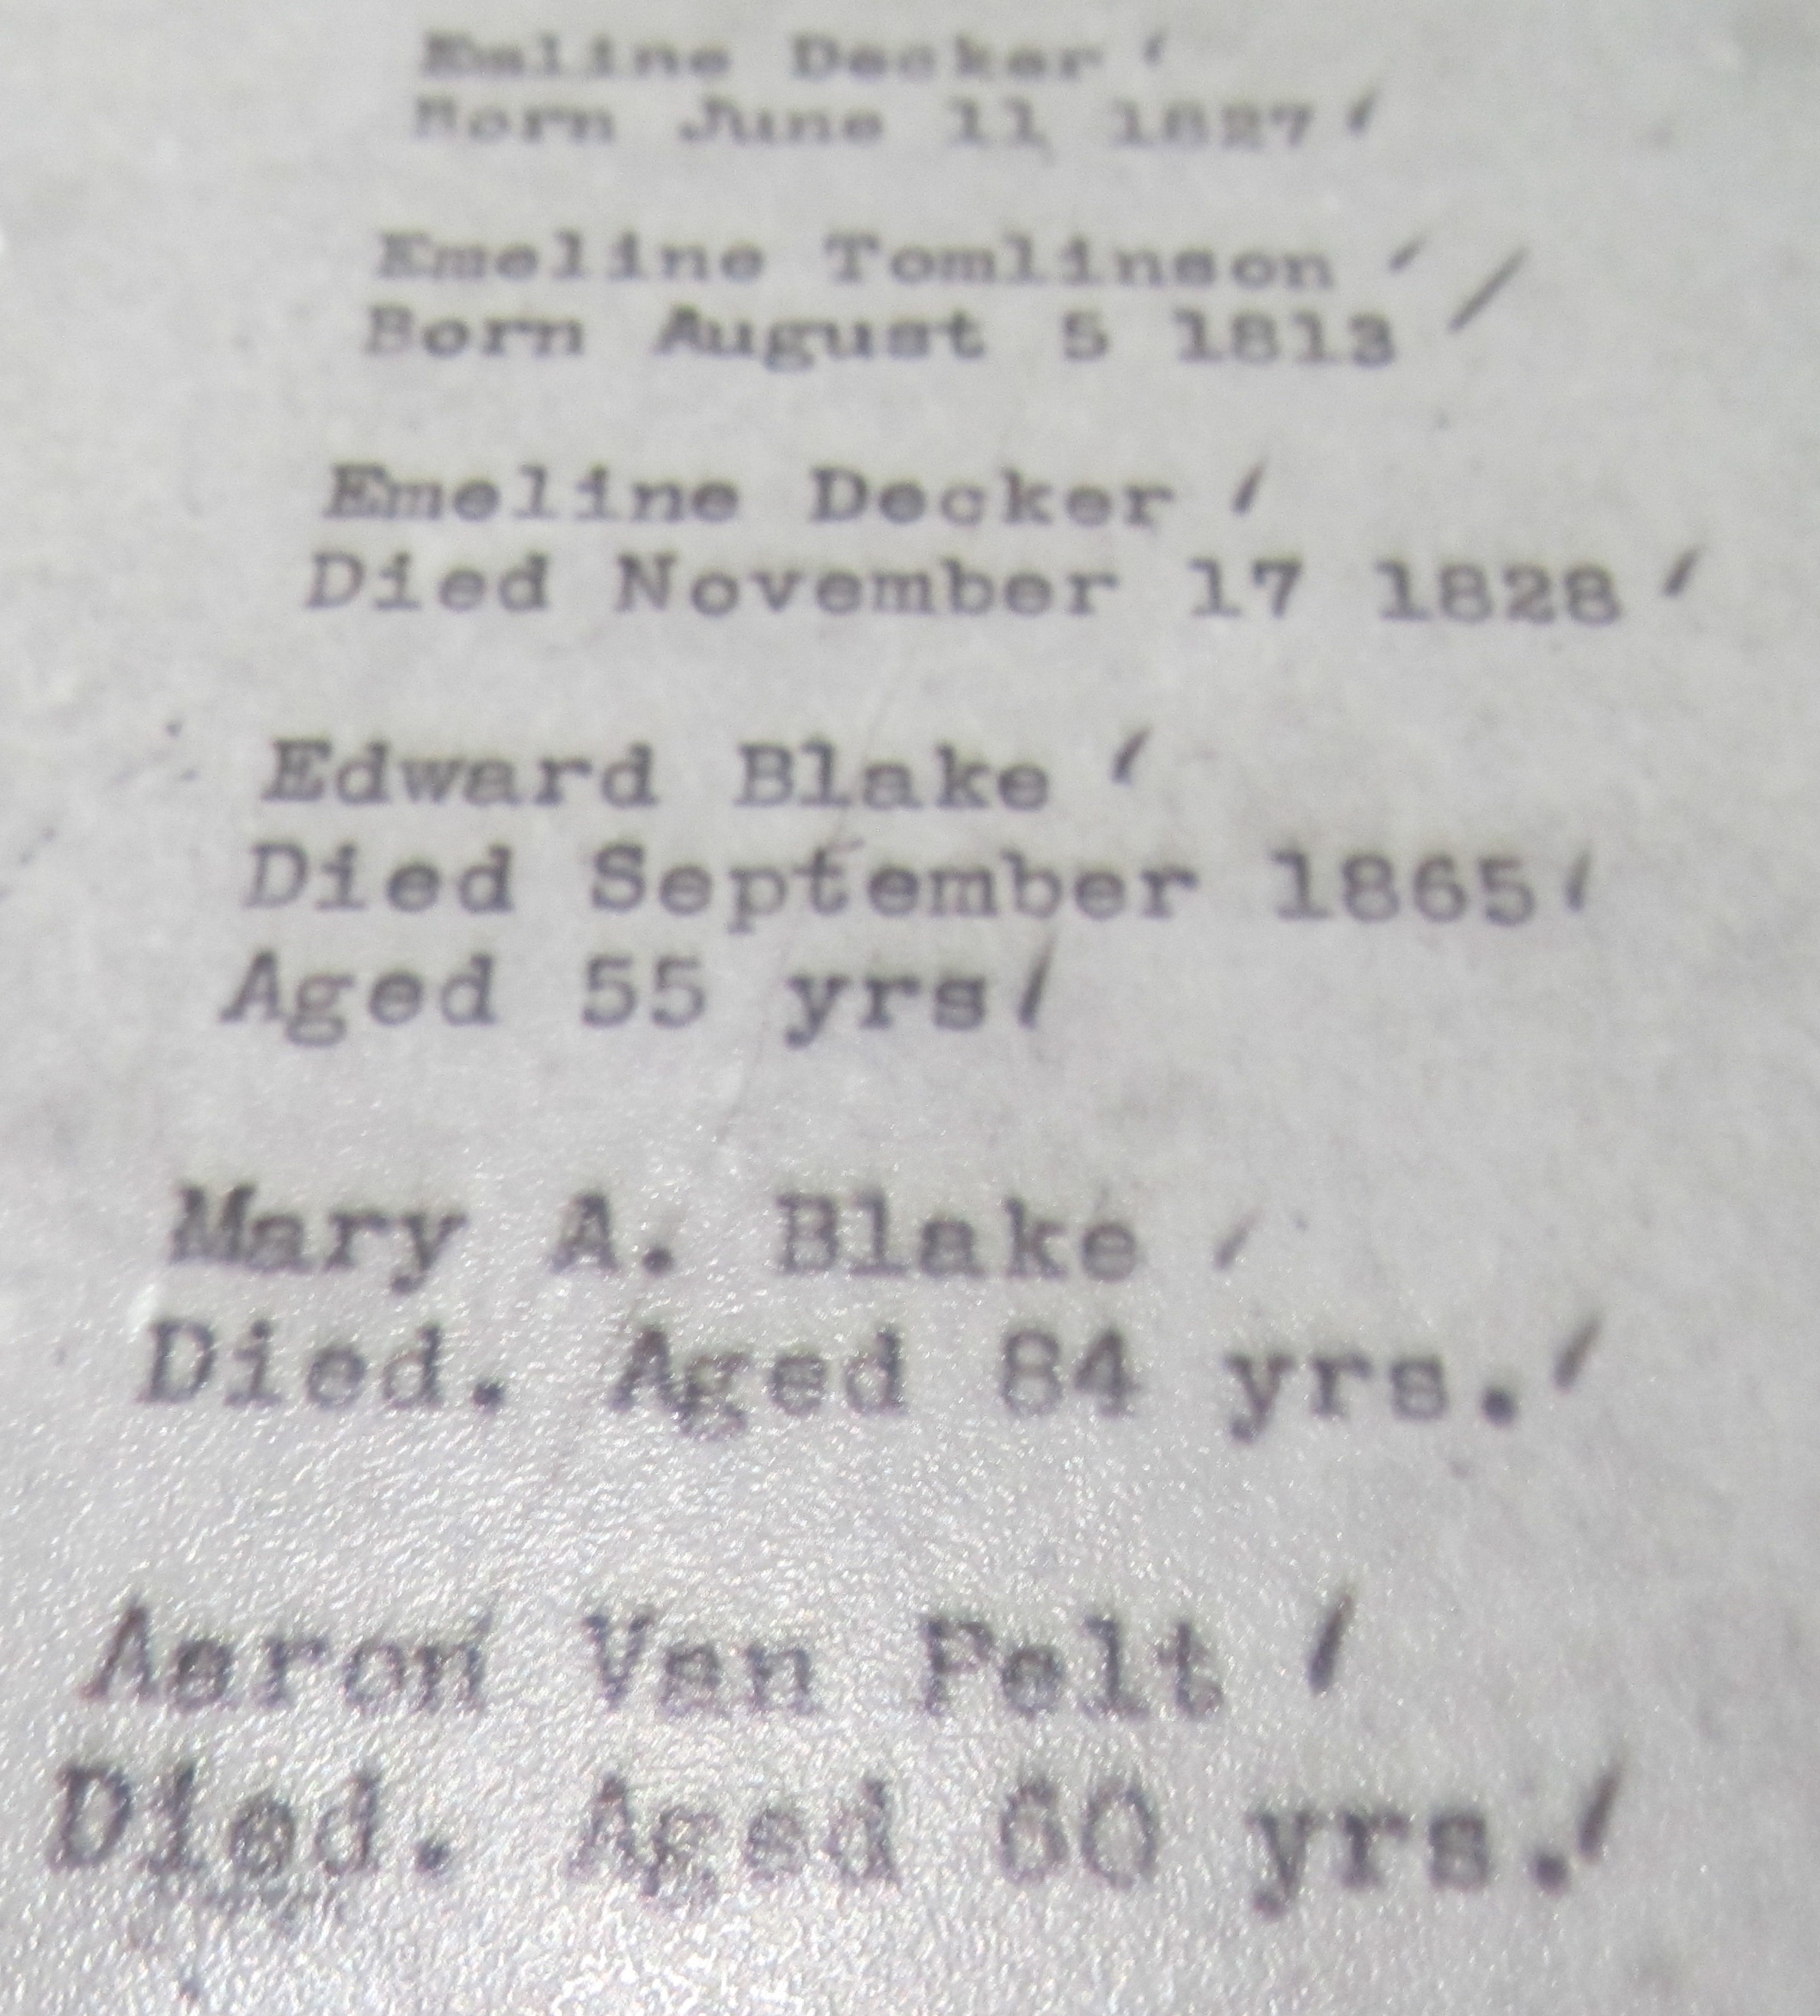 Emeline Decker
Born June 11 1827
Emeline Tomlinson
Born August 5 1813
Emeline Decker
Died November 17 1828
Edward Blake
Died September 1865
Aged 55 yrs
Mary A. Blake
Died. Aged 84 yrs.
Aaron Van Pelt
Died. Aged 60 yrs.